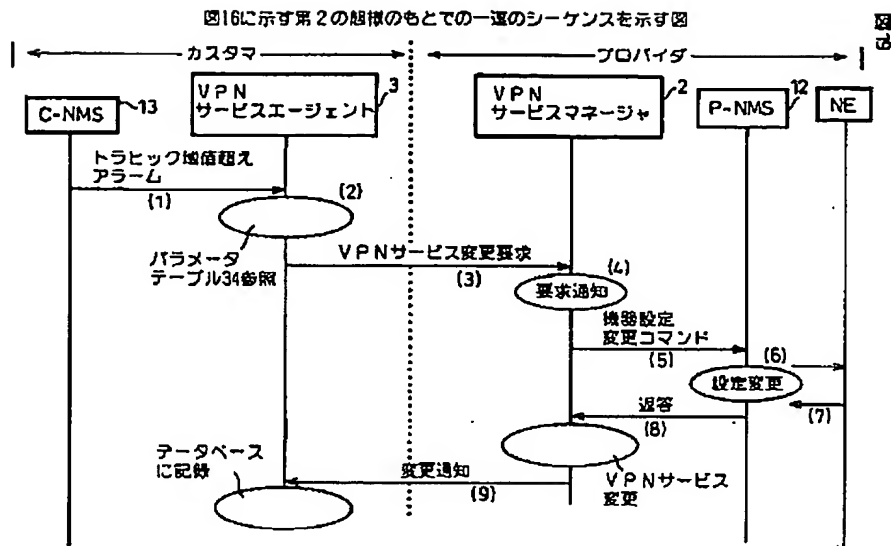 図16に示す第2の態様のもとでの一連のシーケンスを示す図
カスタマ
プロバイダ
C-NMS
13
VPN
サービスエージェント
3
VPN
サービスマネージャ
2
P-NMS
12
NE
トラヒック閾値超え
アラーム
(1)
(2)
パラメータ
テーブル34参照
VPNサービス変更要求
(3)
(4)
要求通知
機器設定
変更コマンド
(5)
(6)
設定変更
(7)
返答
(8)
データベース
に記録
変更通知
(9)
VPNサービス
変更